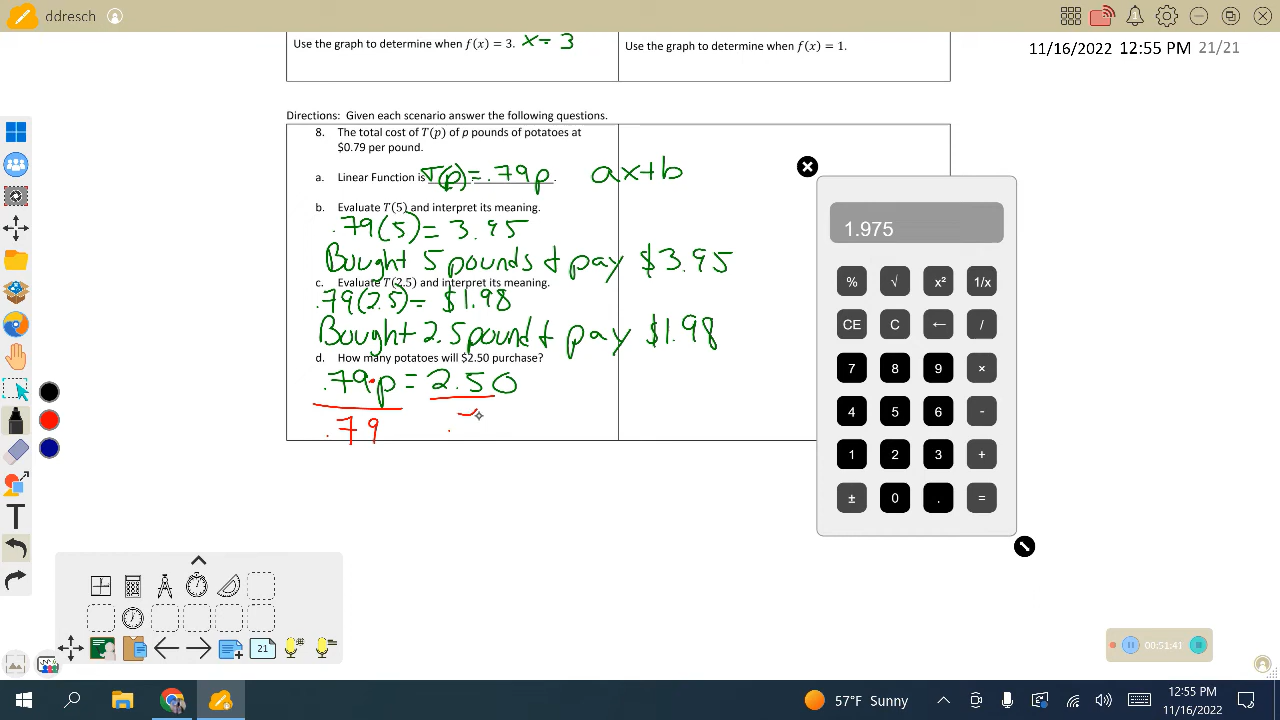 ddresch
11/16/2022 12:55 PM 21/21
Use the graph to determine when f(x) = 3. x = 3
Use the graph to determine when f(x) = 1.
Directions: Given each scenario answer the following questions.
8. The total cost of T(p) of p pounds of potatoes at
$0.79 per pound.
a. Linear Function is T(p) = .79p. ax+b
b. Evaluate T(5) and interpret its meaning.
.79(5) = 3.95
Bought 5 pounds & pay $3.95
c. Evaluate T(2.5) and interpret its meaning.
.79(2.5) = $1.98
Bought 2.5 pound & pay $1.98
d. How many potatoes will $2.50 purchase?
.79•p = 2.50
.79 .
1.975
% √ x² 1/x
CE C ← /
7 8 9 ×
4 5 6 -
1 2 3 +
± 0 . =
T
21
00:51:41
57°F Sunny
12:55 PM
11/16/2022